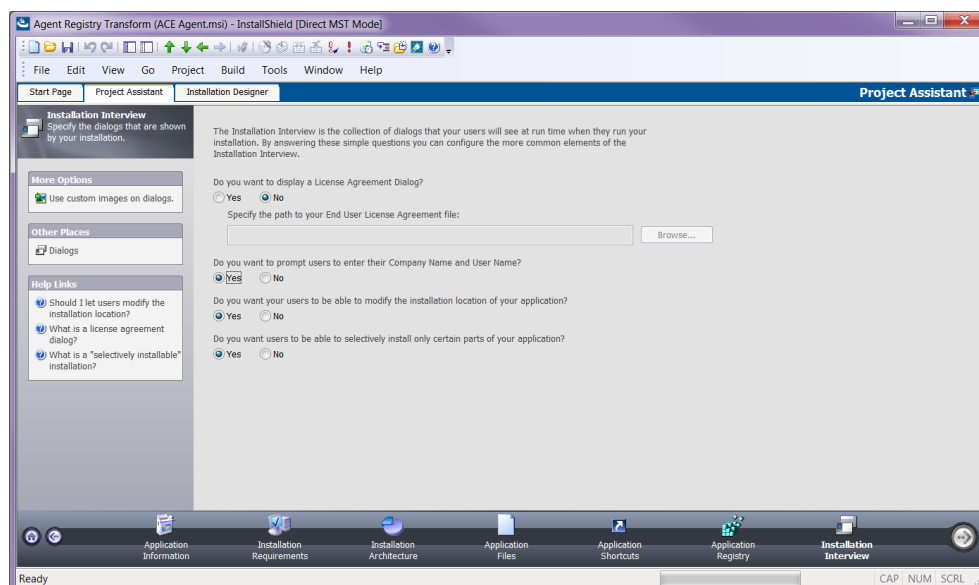 Agent Registry Transform (ACE Agent.msi) - InstallShield [Direct MST Mode]
File Edit View Go Project Build Tools Window Help
Start Page Project Assistant Installation Designer Project Assistant
Installation Interview
Specify the dialogs that are shown
by your installation.
More Options
Use custom images on dialogs.
Other Places
Dialogs
Help Links
Should I let users modify the
installation location?
What is a license agreement
dialog?
What is a "selectively installable"
installation?
The Installation Interview is the collection of dialogs that your users will see at run time when they run your
installation. By answering these simple questions you can configure the more common elements of the
Installation Interview.
Do you want to display a License Agreement Dialog?
Yes No
Specify the path to your End User License Agreement file:
Browse...
Do you want to prompt users to enter their Company Name and User Name?
Yes No
Do you want your users to be able to modify the installation location of your application?
Yes No
Do you want users to be able to selectively install only certain parts of your application?
Yes No
Application
Information
Installation
Requirements
Installation
Architecture
Application
Files
Application
Shortcuts
Application
Registry
Installation
Interview
Ready CAP NUM SCRL